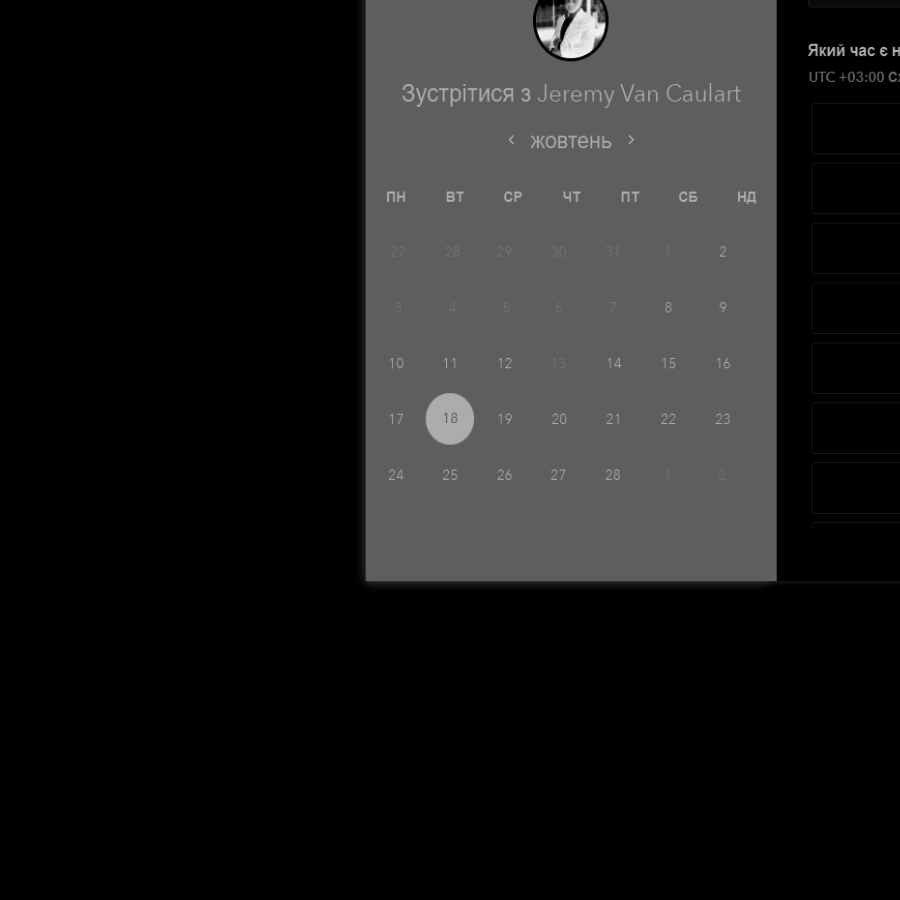 Зустрітися з Jeremy Van Caulart
‹ жовтень ›
ПН ВТ СР ЧТ ПТ СБ НД
27 28 29 30 31 1 2
3 4 5 6 7 8 9
10 11 12 13 14 15 16
17 18 19 20 21 22 23
24 25 26 27 28 1 2
Який час є
UTC +03:00